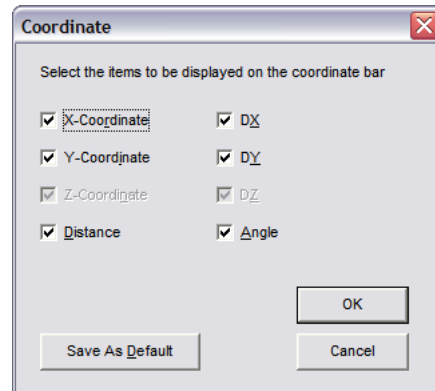 Coordinate
Select the items to be displayed on the coordinate bar
X-Coordinate DX
Y-Coordinate DY
Z-Coordinate DZ
Distance Angle
OK
Save As Default Cancel